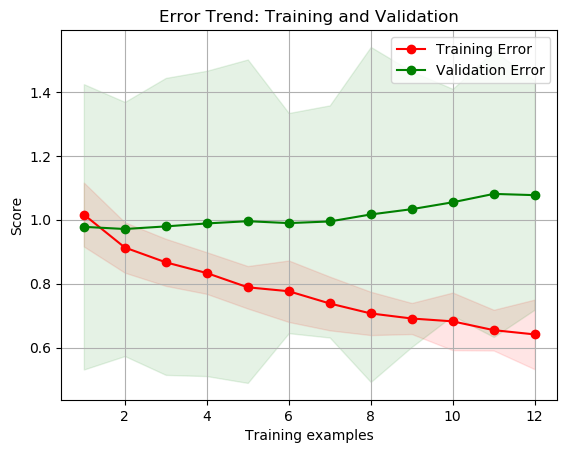 Error Trend: Training and Validation
Training Error
Validation Error
1.4
1.2
1.0
0.8
0.6
Score
2 4 6 8 10 12
Training examples